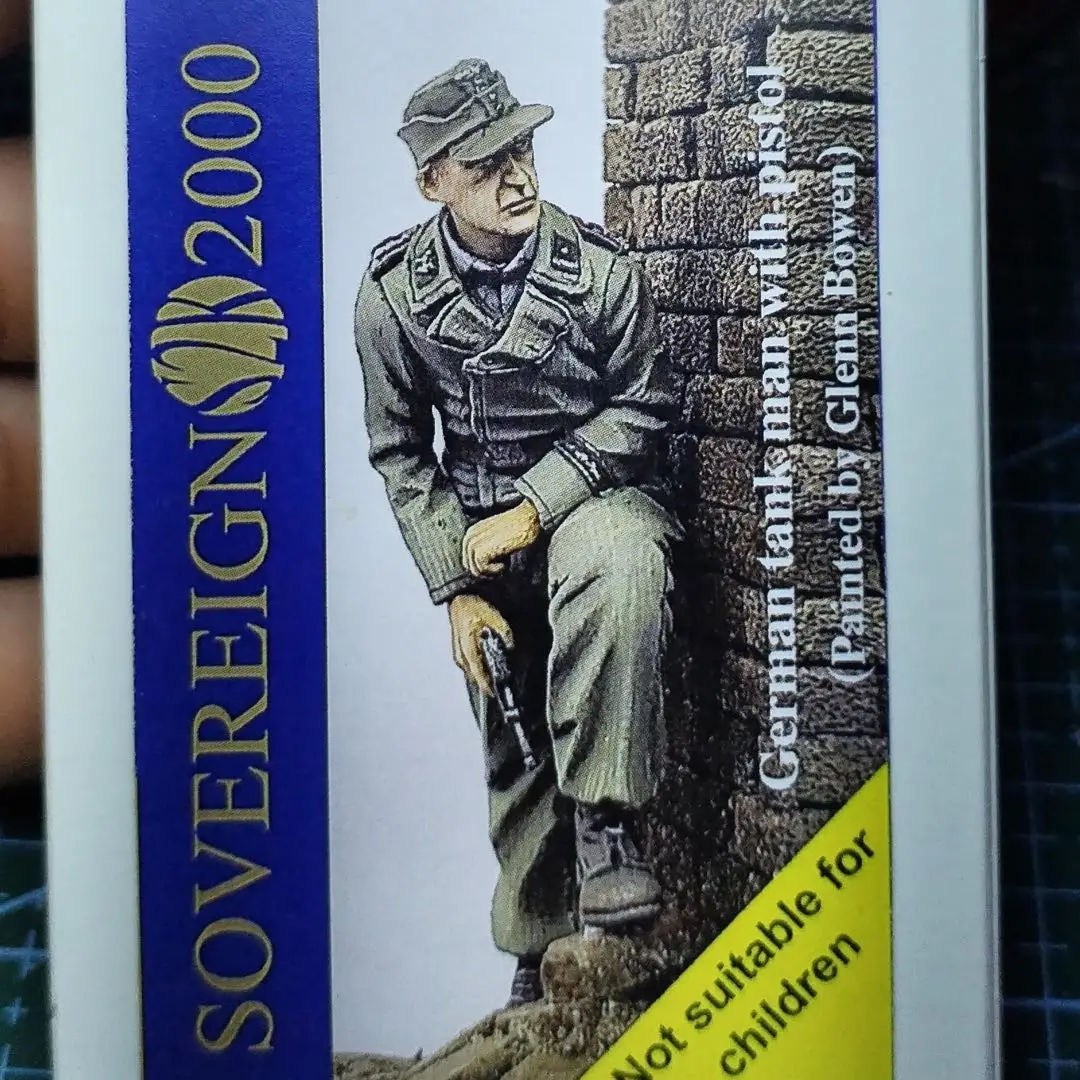 SOVEREIGN 2000
German tank man with pistol
(Painted by Glenn Bowen)
Not suitable for
children